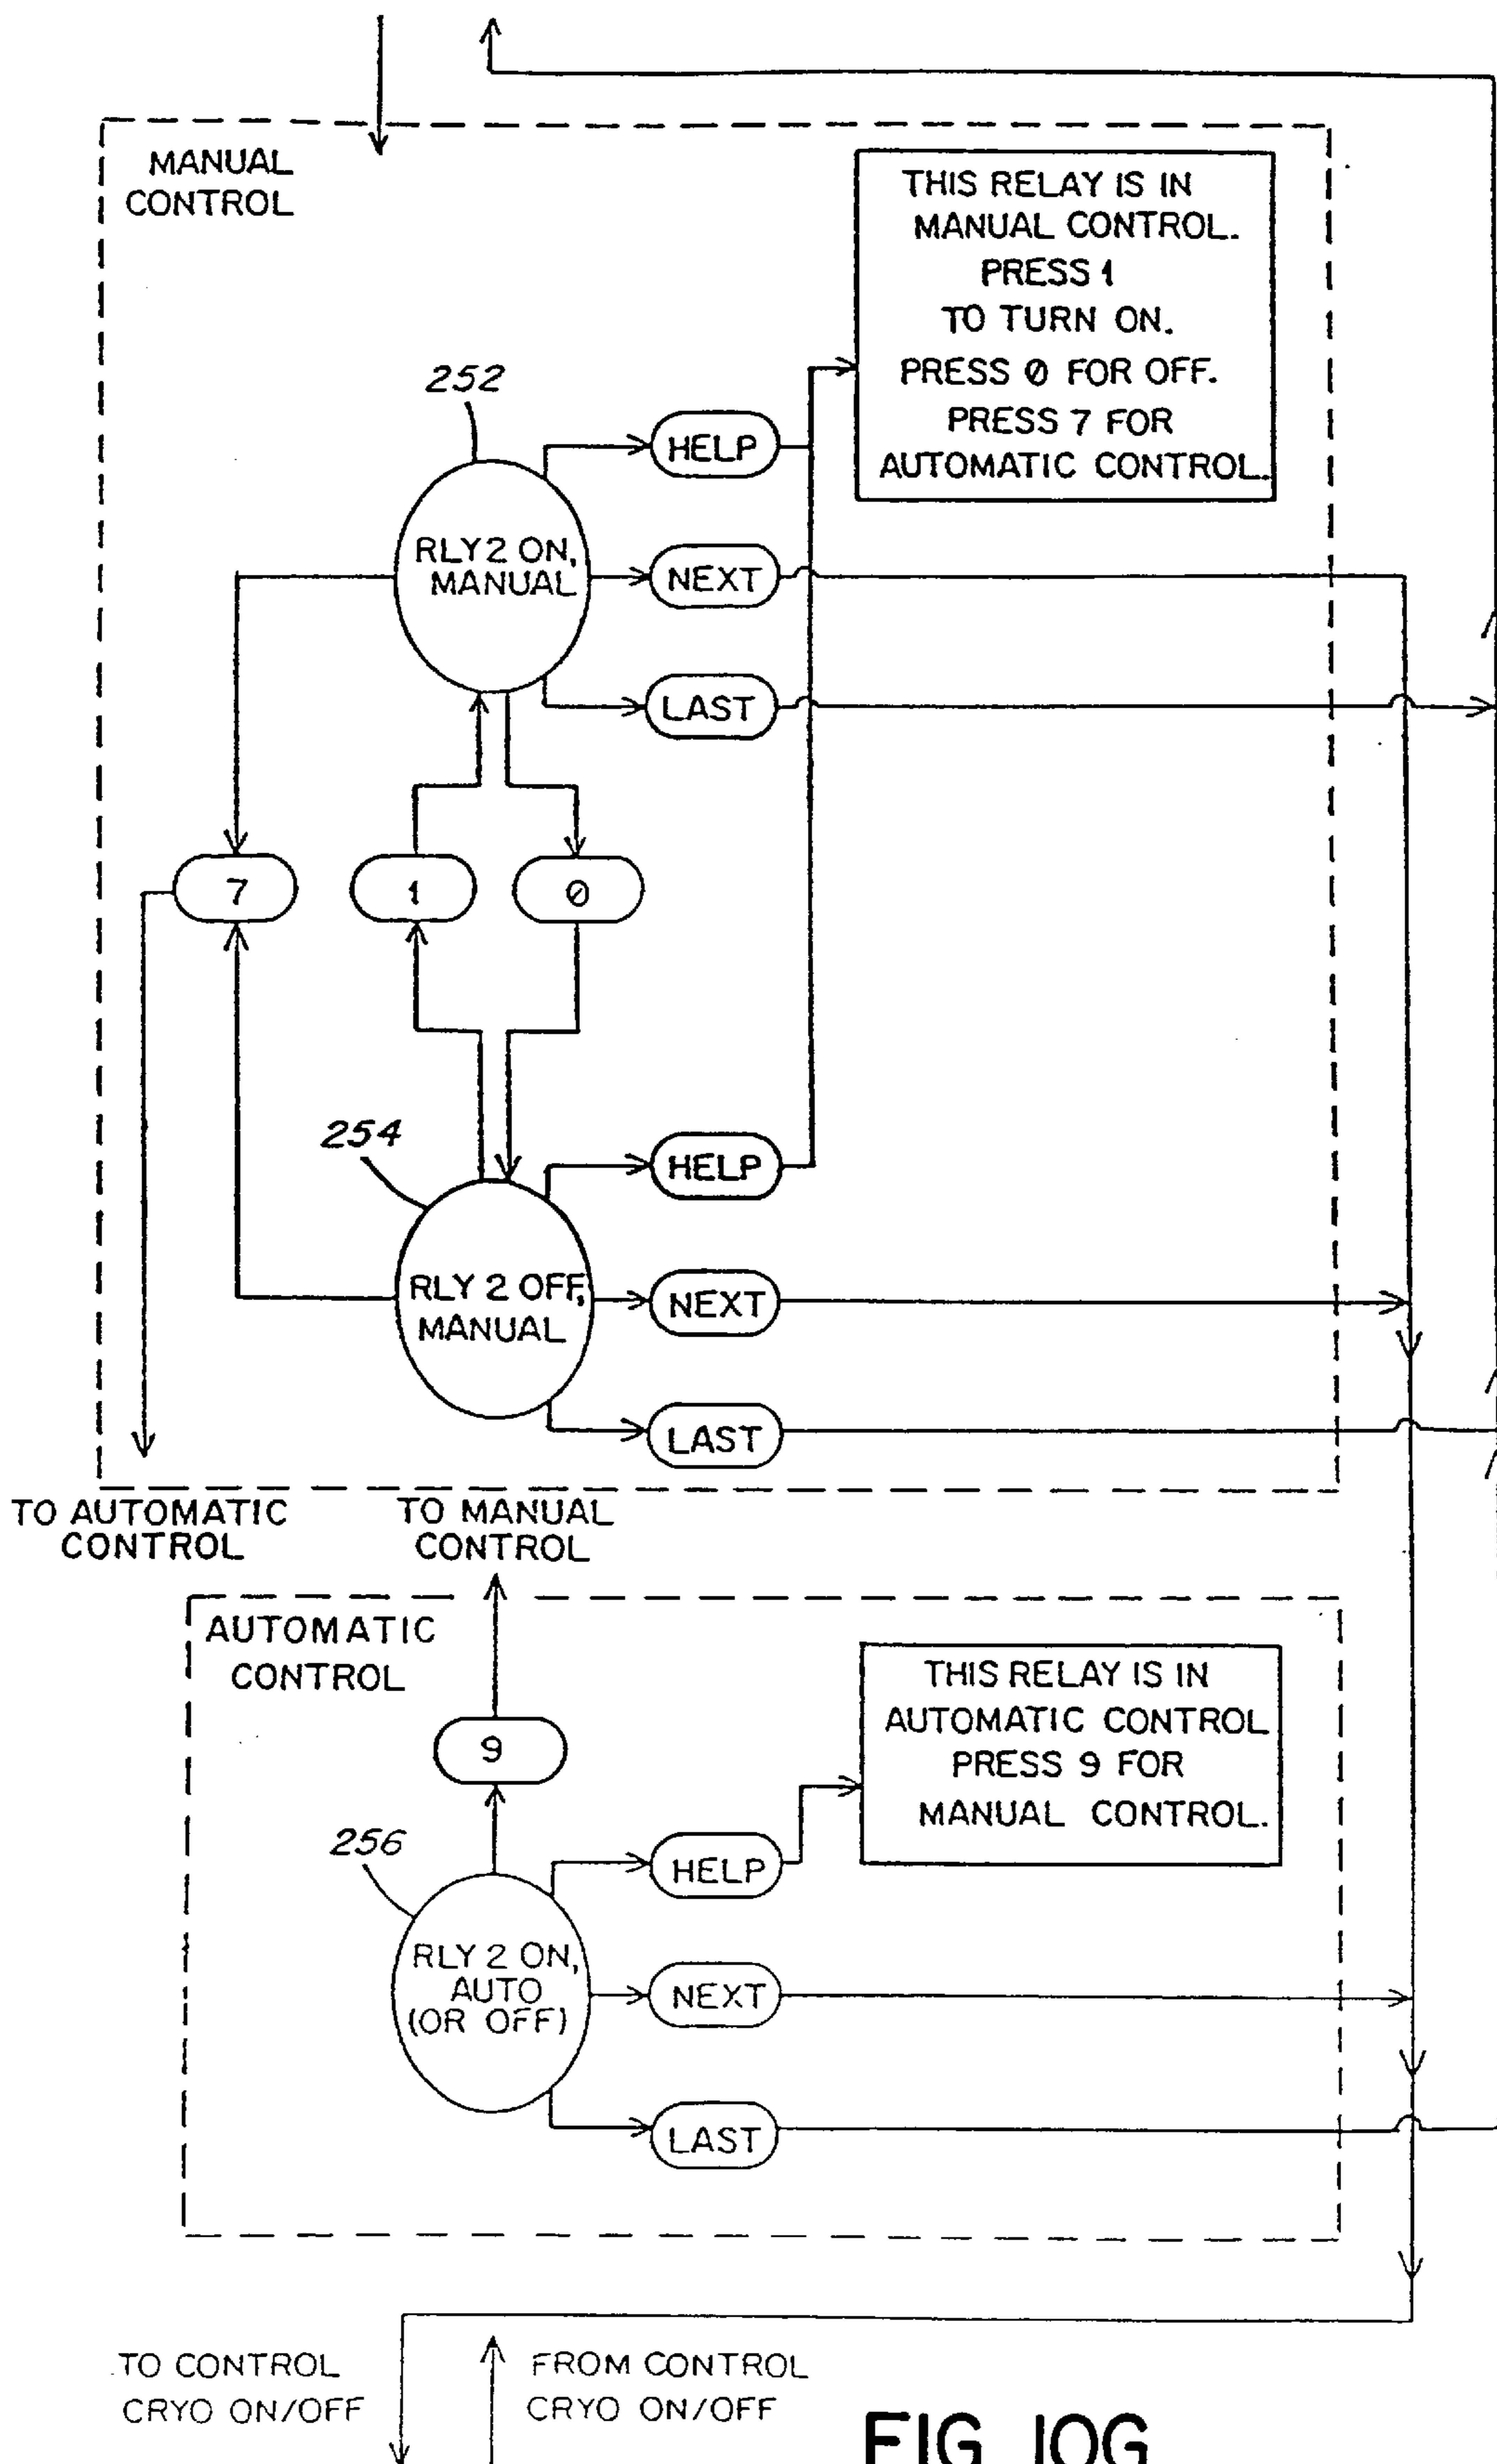 MANUAL
CONTROL
THIS RELAY IS IN
MANUAL CONTROL.
PRESS 1
TO TURN ON.
PRESS 0 FOR OFF.
PRESS 7 FOR
AUTOMATIC CONTROL.
252
HELP
RLY 2 ON,
MANUAL
NEXT
LAST
7
1
0
254
HELP
RLY 2 OFF,
MANUAL
NEXT
LAST
TO AUTOMATIC
CONTROL
TO MANUAL
CONTROL
AUTOMATIC
CONTROL
THIS RELAY IS IN
AUTOMATIC CONTROL
PRESS 9 FOR
MANUAL CONTROL.
9
256
HELP
RLY 2 ON,
AUTO
(OR OFF)
NEXT
LAST
TO CONTROL
CRYO ON/OFF
FROM CONTROL
CRYO ON/OFF
FIG. 10G